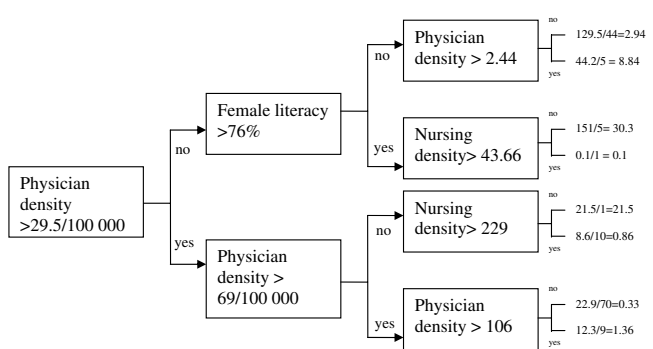 Physician
density
>29.5/100 000
no
yes
Female literacy
>76%
no
yes
Physician
density >
69/100 000
no
yes
Physician
density > 2.44
no
129.5/44=2.94
44.2/5 = 8.84
yes
Nursing
density> 43.66
no
151/5= 30.3
0.1/1 = 0.1
yes
Nursing
density> 229
no
21.5/1=21.5
8.6/10=0.86
yes
Physician
density > 106
no
22.9/70=0.33
12.3/9=1.36
yes